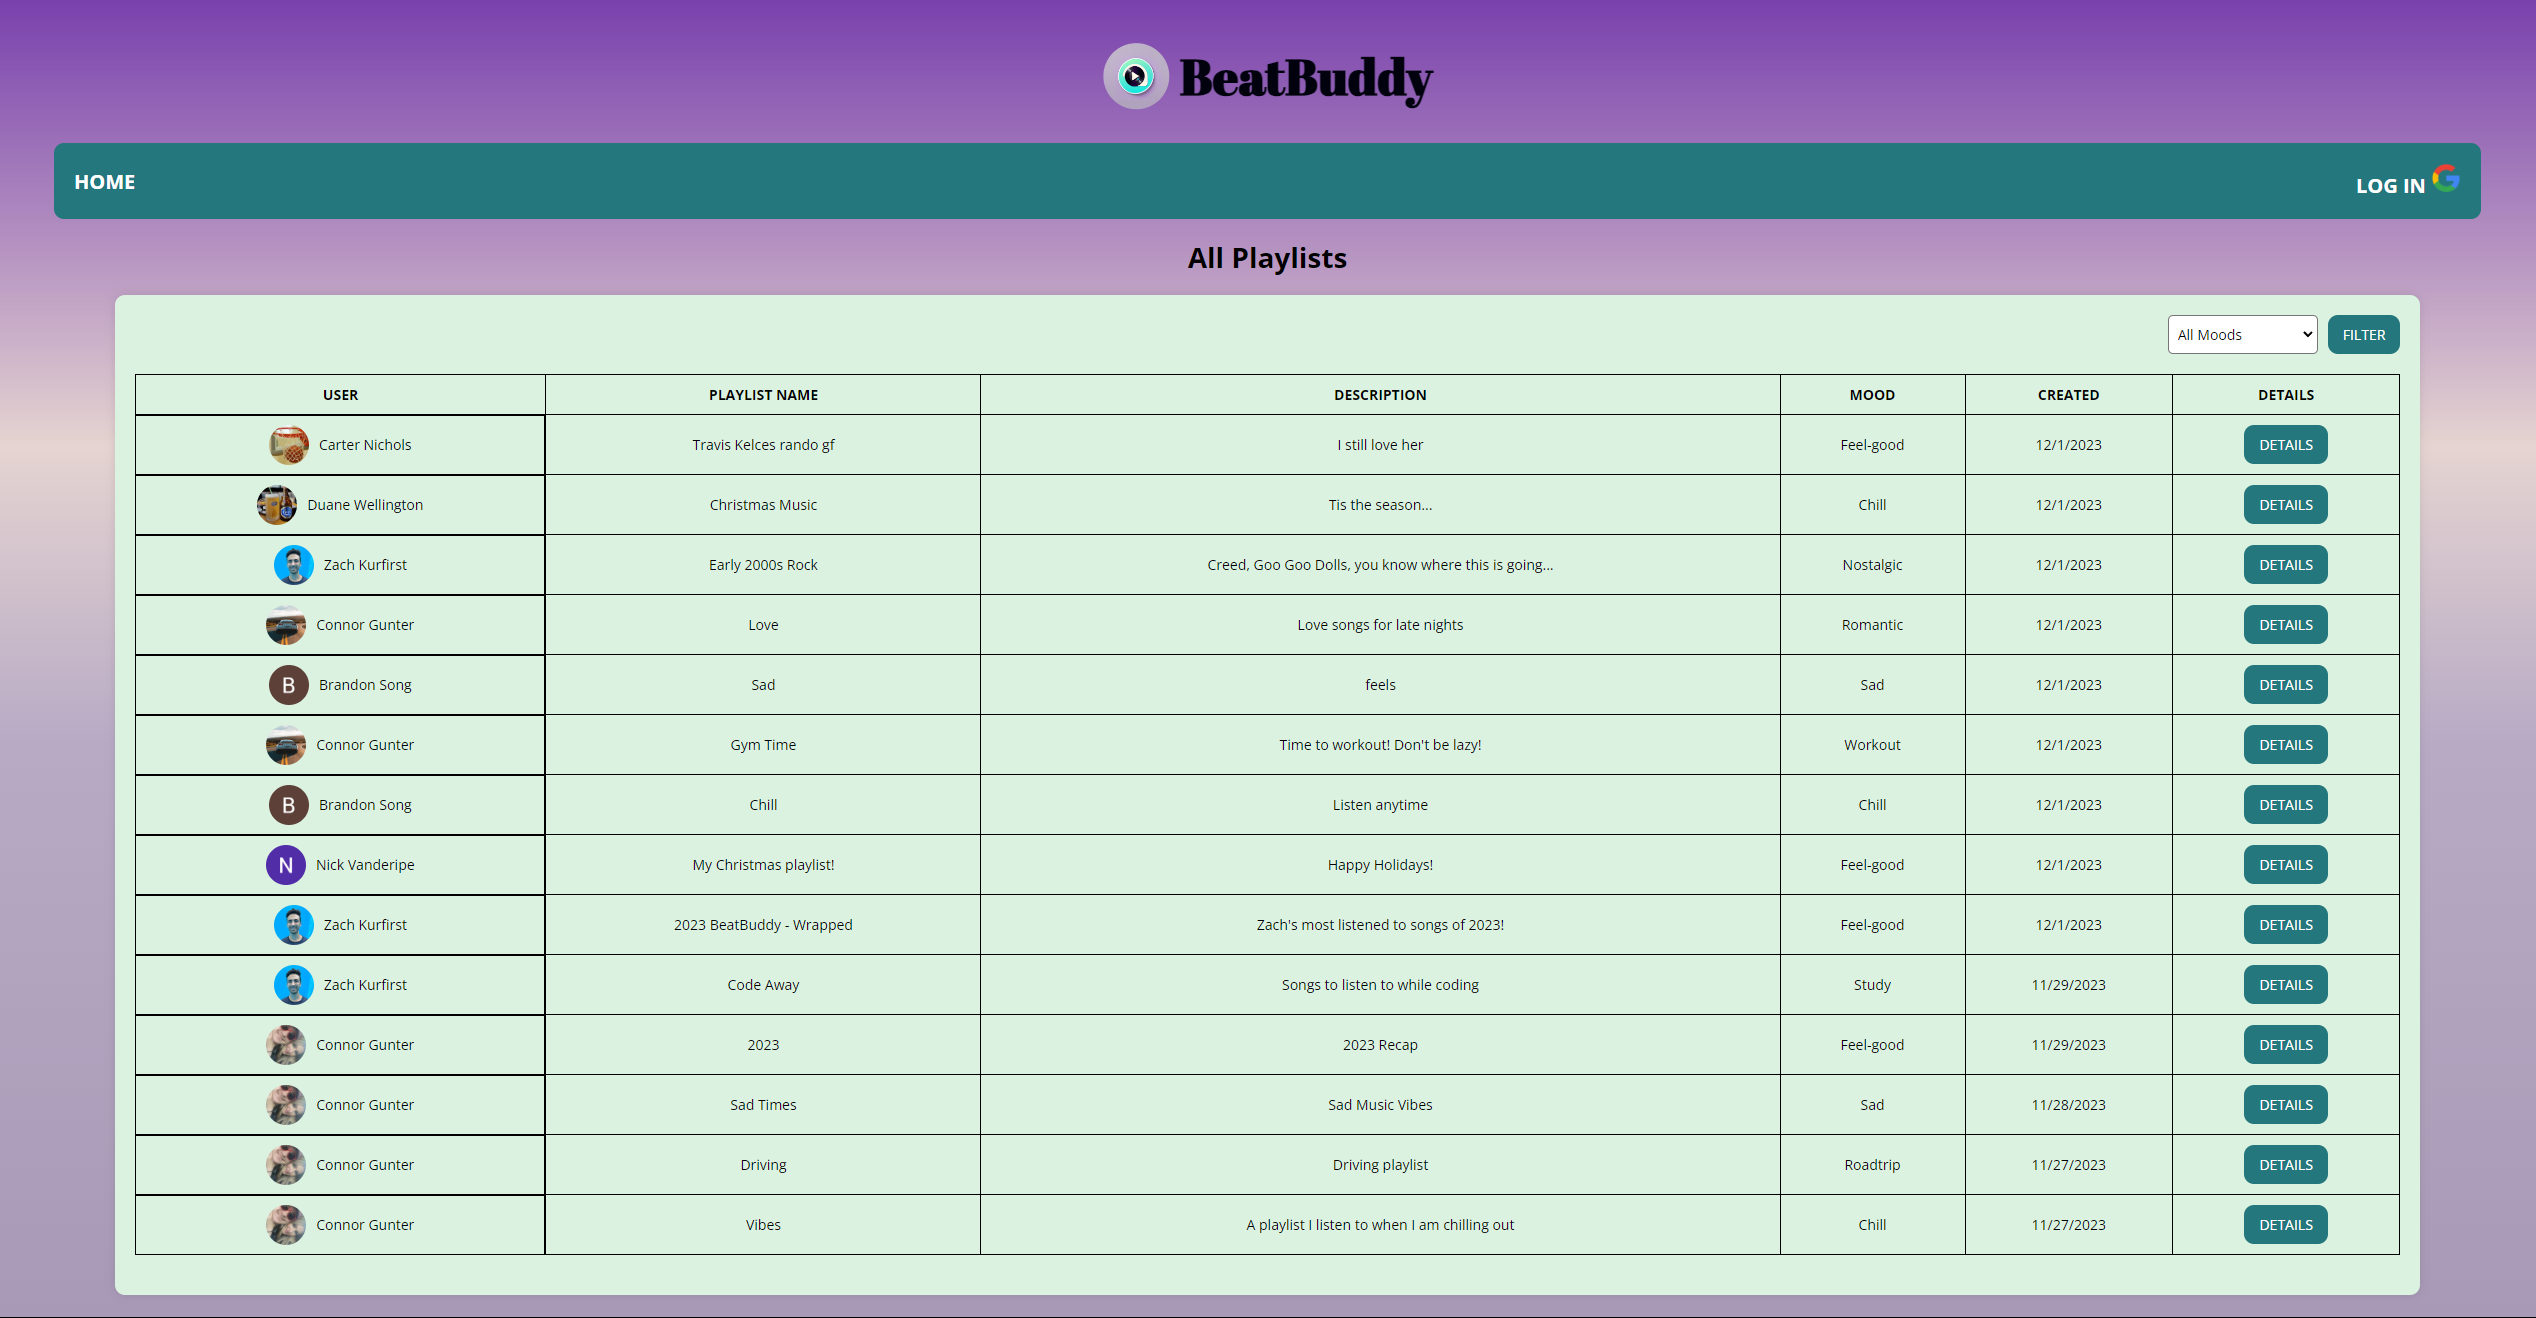 BeatBuddy
HOME LOG IN
All Playlists
All Moods FILTER
USER PLAYLIST NAME DESCRIPTION MOOD CREATED DETAILS
Carter Nichols Travis Kelces rando gf I still love her Feel-good 12/1/2023 DETAILS
Duane Wellington Christmas Music Tis the season... Chill 12/1/2023 DETAILS
Zach Kurfirst Early 2000s Rock Creed, Goo Goo Dolls, you know where this is going... Nostalgic 12/1/2023 DETAILS
Connor Gunter Love Love songs for late nights Romantic 12/1/2023 DETAILS
B Brandon Song Sad feels Sad 12/1/2023 DETAILS
Connor Gunter Gym Time Time to workout! Don't be lazy! Workout 12/1/2023 DETAILS
B Brandon Song Chill Listen anytime Chill 12/1/2023 DETAILS
N Nick Vanderipe My Christmas playlist! Happy Holidays! Feel-good 12/1/2023 DETAILS
Zach Kurfirst 2023 BeatBuddy - Wrapped Zach's most listened to songs of 2023! Feel-good 12/1/2023 DETAILS
Zach Kurfirst Code Away Songs to listen to while coding Study 11/29/2023 DETAILS
Connor Gunter 2023 2023 Recap Feel-good 11/29/2023 DETAILS
Connor Gunter Sad Times Sad Music Vibes Sad 11/28/2023 DETAILS
Connor Gunter Driving Driving playlist Roadtrip 11/27/2023 DETAILS
Connor Gunter Vibes A playlist I listen to when I am chilling out Chill 11/27/2023 DETAILS